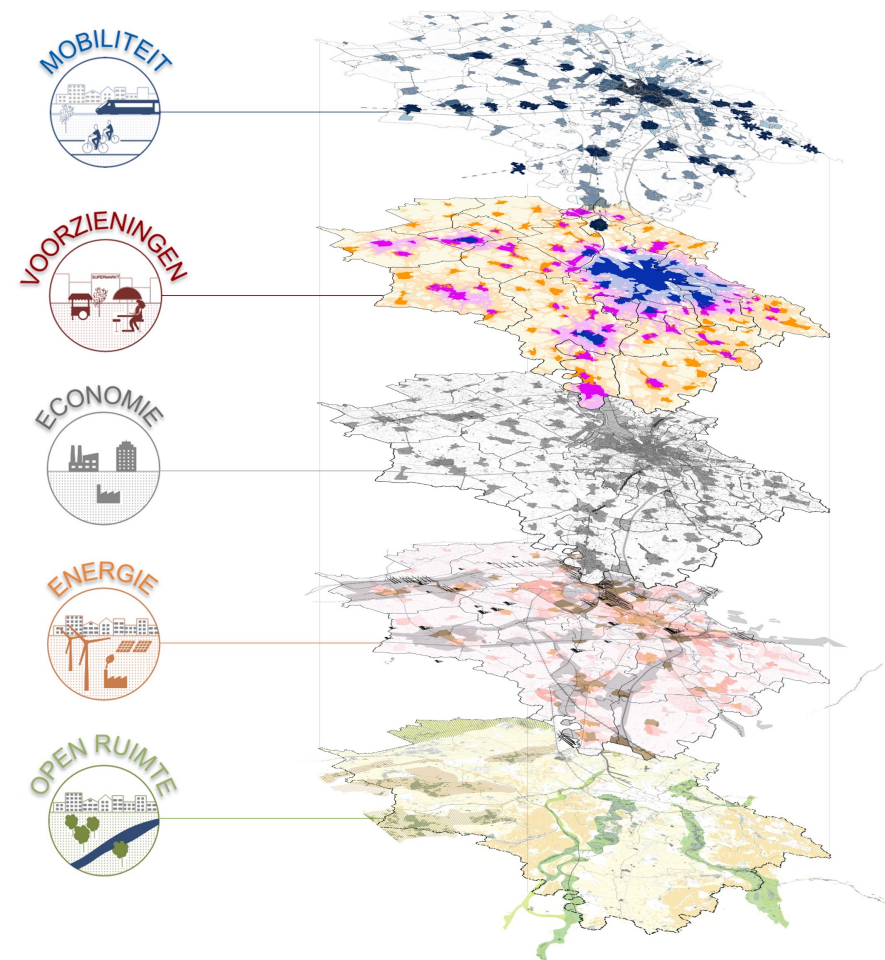 MOBILITEIT
VOORZIENINGEN
SUPERMARKT
ECONOMIE
ENERGIE
OPEN RUIMTE